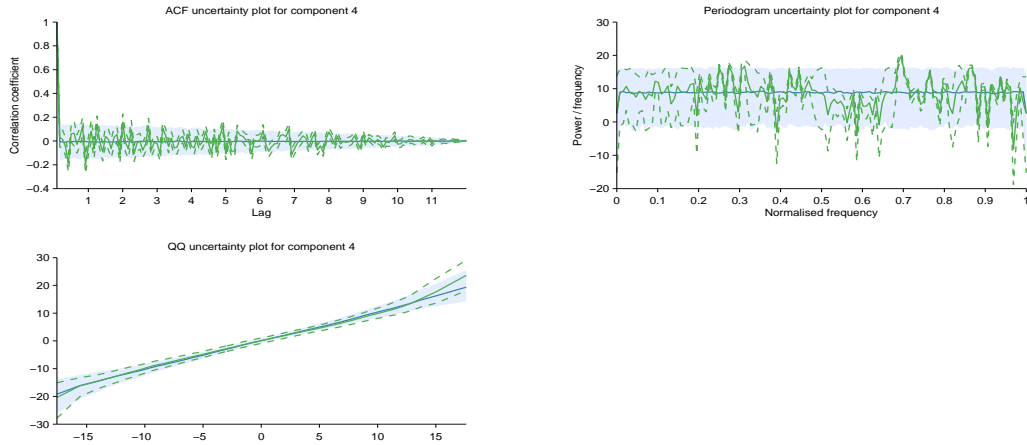 ACF uncertainty plot for component 4
Correlation coefficient
1
0.8
0.6
0.4
0.2
0
−0.2
−0.4
1 2 3 4 5 6 7 8 9 10 11
Lag
Periodogram uncertainty plot for component 4
Power / frequency
30
20
10
0
−10
−20
0 0.1 0.2 0.3 0.4 0.5 0.6 0.7 0.8 0.9 1
Normalised frequency
QQ uncertainty plot for component 4
30
20
10
0
−10
−20
−30
−15 −10 −5 0 5 10 15